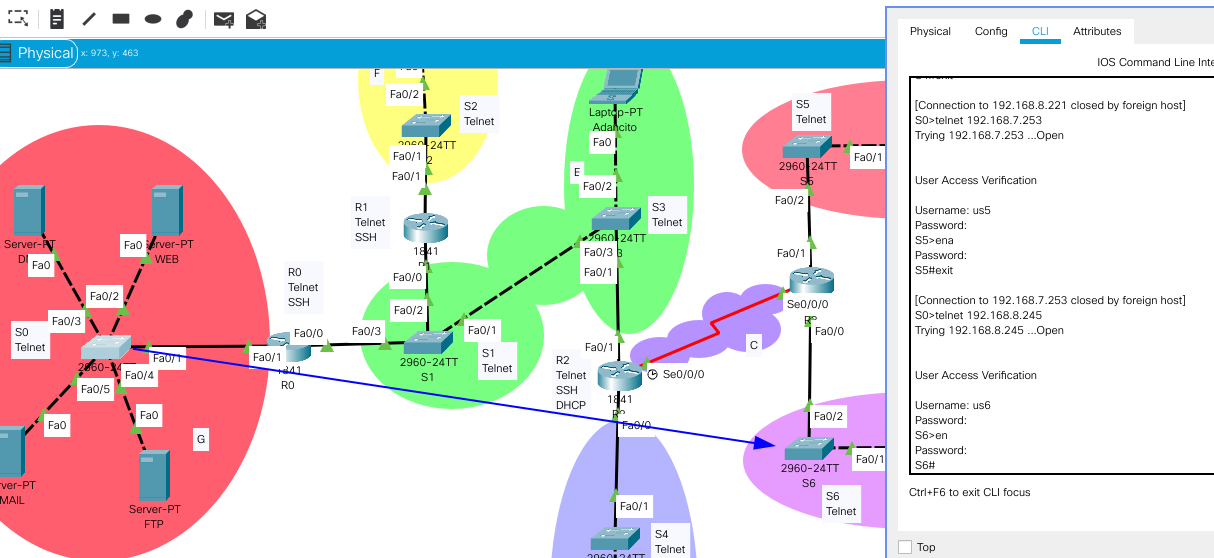 Physical
x: 973, y: 463
F
Fa0/2
S2
Telnet
2960-24TT
Fa0/1
Fa0/1
R1
Telnet
SSH
1841
Fa0/0
Fa0/2
Laptop-PT
Adancito
Fa0
E
Fa0/2
S3
Telnet
2960-24TT
Fa0/3
Fa0/1
S5
Telnet
2960-24TT
S5
Fa0/1
Fa0/2
Fa0/1
Se0/0/0
Fa0/0
C
Server-PT
Fa0
Server-PT
WEB
Fa0
Fa0/2
Fa0/3
S0
Telnet
2960-24TT
Fa0/1
Fa0/4
Fa0/5
Fa0
Fa0
G
Server-PT
MAIL
Server-PT
FTP
R0
Telnet
SSH
Fa0/0
Fa0/1
1841
R0
Fa0/3
Fa0/1
2960-24TT
S1
S1
Telnet
Fa0/1
R2
Telnet
SSH
DHCP
Se0/0/0
1841
R2
Fa0/0
Fa0/1
S4
Telnet
2960-24TT
Fa0/2
2960-24TT
S6
Fa0/1
S6
Telnet
Physical Config CLI Attributes
IOS Command Line Inte
[Connection to 192.168.8.221 closed by foreign host]
S0>telnet 192.168.7.253
Trying 192.168.7.253 ...Open
User Access Verification
Username: us5
Password:
S5>ena
Password:
S5#exit
[Connection to 192.168.7.253 closed by foreign host]
S0>telnet 192.168.8.245
Trying 192.168.8.245 ...Open
User Access Verification
Username: us6
Password:
S6>en
Password:
S6#
Ctrl+F6 to exit CLI focus
Top